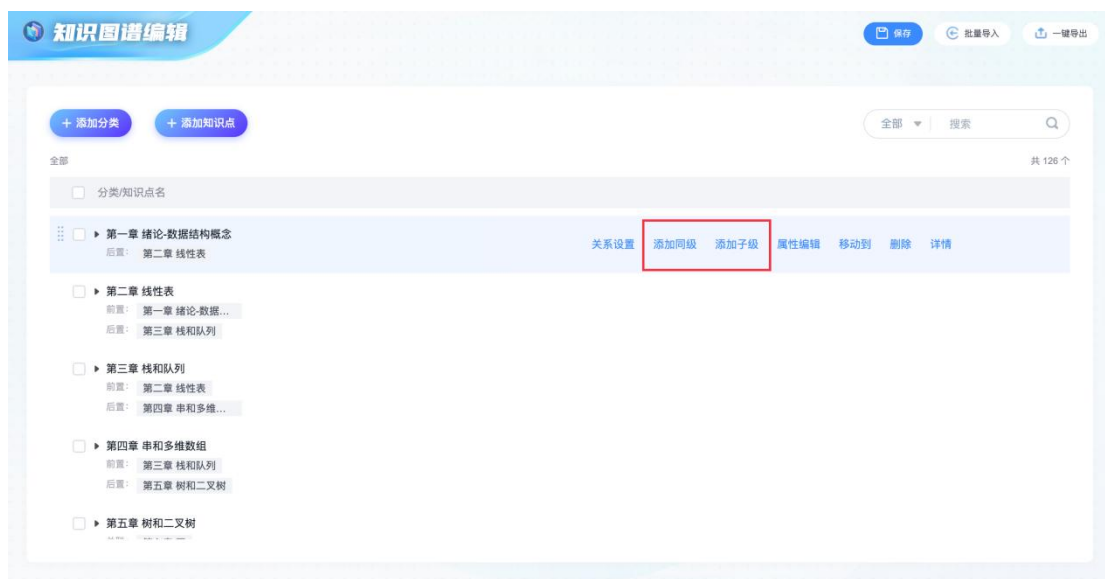 知识图谱编辑
保存 批量导入 一键导出
+ 添加分类 + 添加知识点 全部 搜索
全部 共 126 个
分类/知识点名
第一章 绪论-数据结构概念
后置： 第二章 线性表
关系设置 添加同级 添加子级 属性编辑 移动到 删除 详情
第二章 线性表
前置： 第一章 绪论-数据...
后置： 第三章 栈和队列
第三章 栈和队列
前置： 第二章 线性表
后置： 第四章 串和多维...
第四章 串和多维数组
前置： 第三章 栈和队列
后置： 第五章 树和二叉树
第五章 树和二叉树